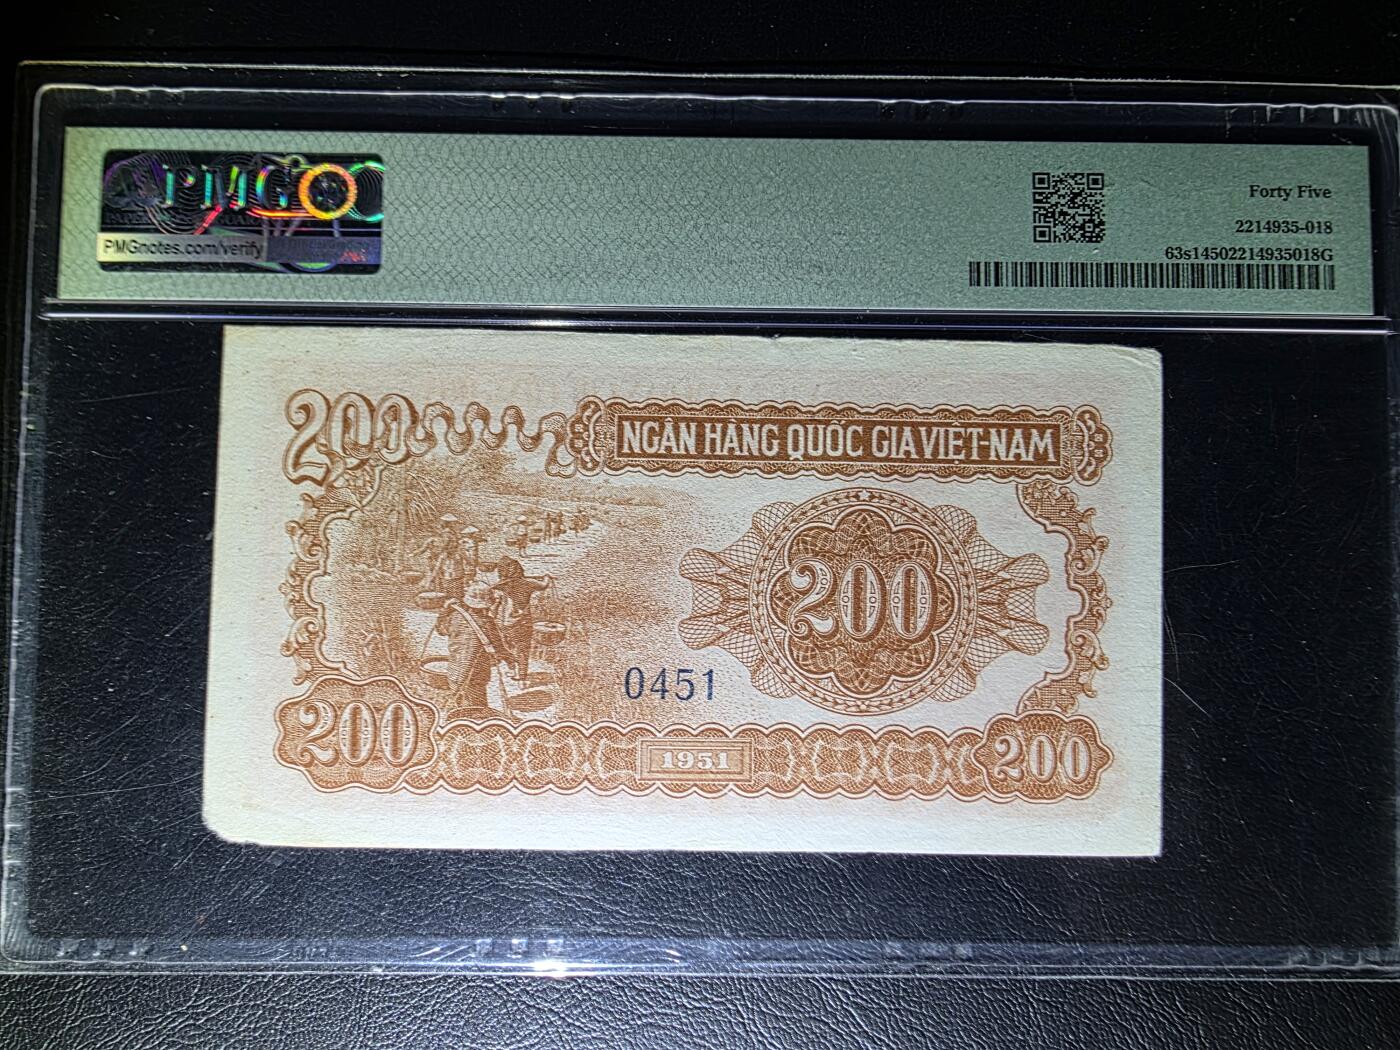 PMG
PMGnotes.com/verify
Forty Five
2214935-018
63s14502214935018G
200
NGÂN HÀNG QUỐC GIA VIỆT-NAM
200
0451
200
1951
200